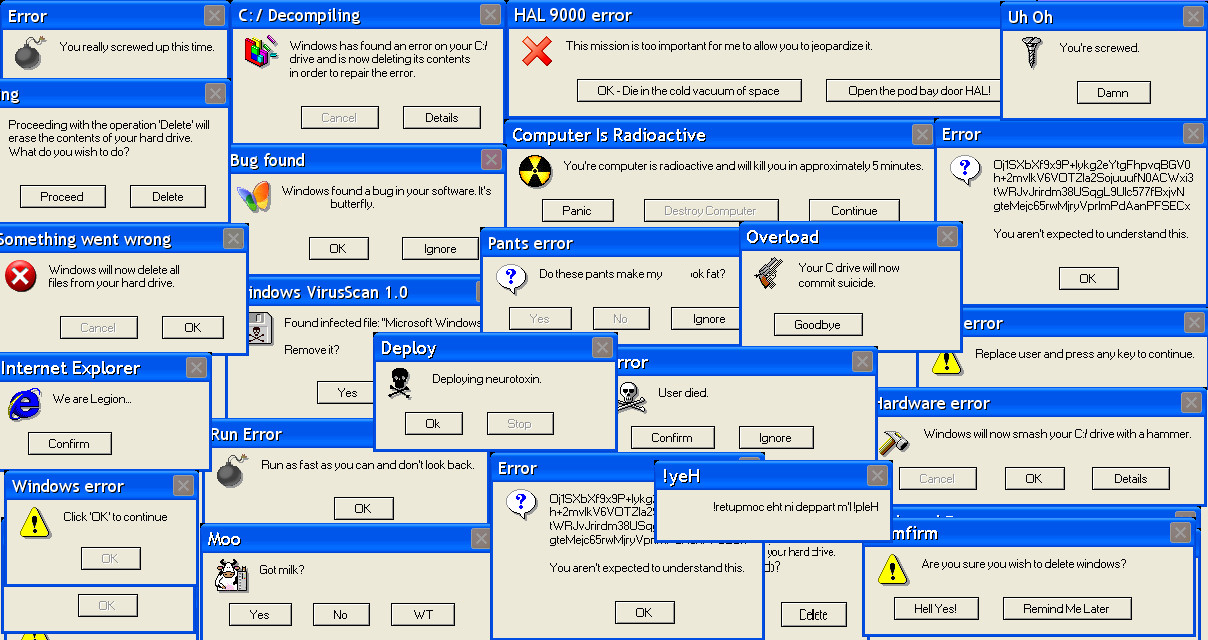 Error
You really screwed up this time.
C:/ Decompiling
Windows has found an error on your C:/
drive and is now deleting its contents
in order to repair the error.
Cancel
Details
HAL 9000 error
This mission is too important for me to allow you to jeopardize it.
OK - Die in the cold vacuum of space
Open the pod bay door HAL!
Uh Oh
You're screwed.
Damn
ng
Proceeding with the operation 'Delete' will
erase the contents of your hard drive.
What do you wish to do?
Proceed
Delete
Bug found
Windows found a bug in your software. It's
butterfly.
OK
Ignore
Computer Is Radioactive
You're computer is radioactive and will kill you in approximately 5 minutes.
Panic
Destroy Computer
Continue
Error
You aren't expected to understand this.
OK
Something went wrong
Windows will now delete all
files from your hard drive.
Cancel
OK
indows VirusScan 1.0
Found infected file: "Microsoft Windows
Remove it?
Yes
Pants error
Do these pants make my
ok fat?
Yes
No
Ignore
Overload
Your C drive will now
commit suicide.
Goodbye
error
Replace user and press any key to continue.
Internet Explorer
We are Legion...
Confirm
Deploy
Deploying neurotoxin.
Ok
Stop
rror
User died.
Confirm
Ignore
Hardware error
Windows will now smash your C:/ drive with a hammer.
Cancel
OK
Details
Run Error
Run as fast as you can and don't look back.
OK
Windows error
Click 'OK' to continue
OK
OK
Moo
Got milk?
Yes
No
WT
Error
You aren't expected to understand this.
OK
!yeH
!retupmoc eht ni deppart m'I !pleH
your hard drive.
Delete
mfirm
Are you sure you wish to delete windows?
Hell Yes!
Remind Me Later